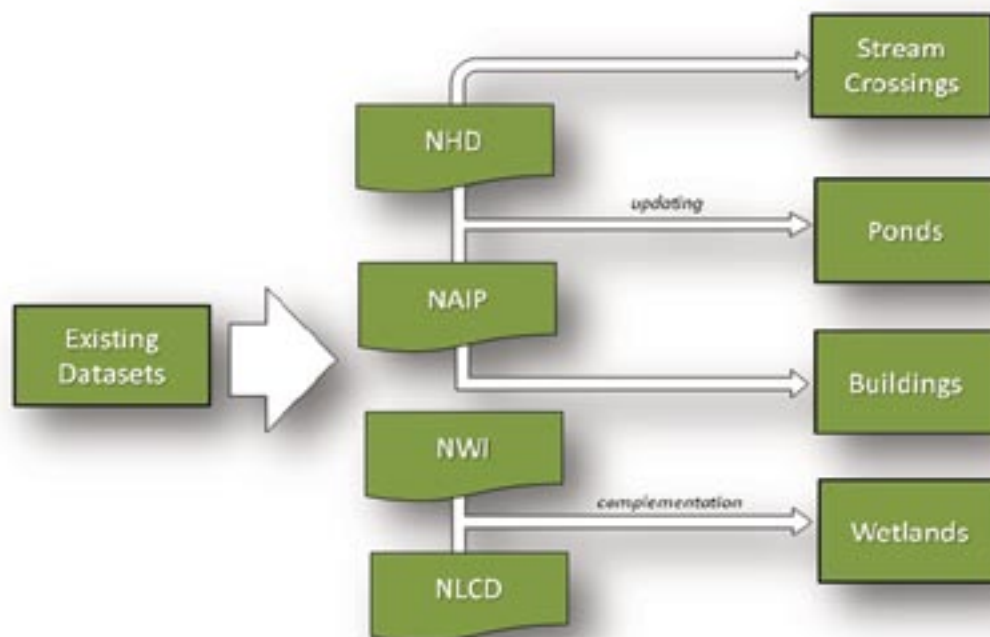 Stream
Crossings
NHD
updating
Ponds
NAIP
Existing
Datasets
Buildings
NWI
complementation
Wetlands
NLCD